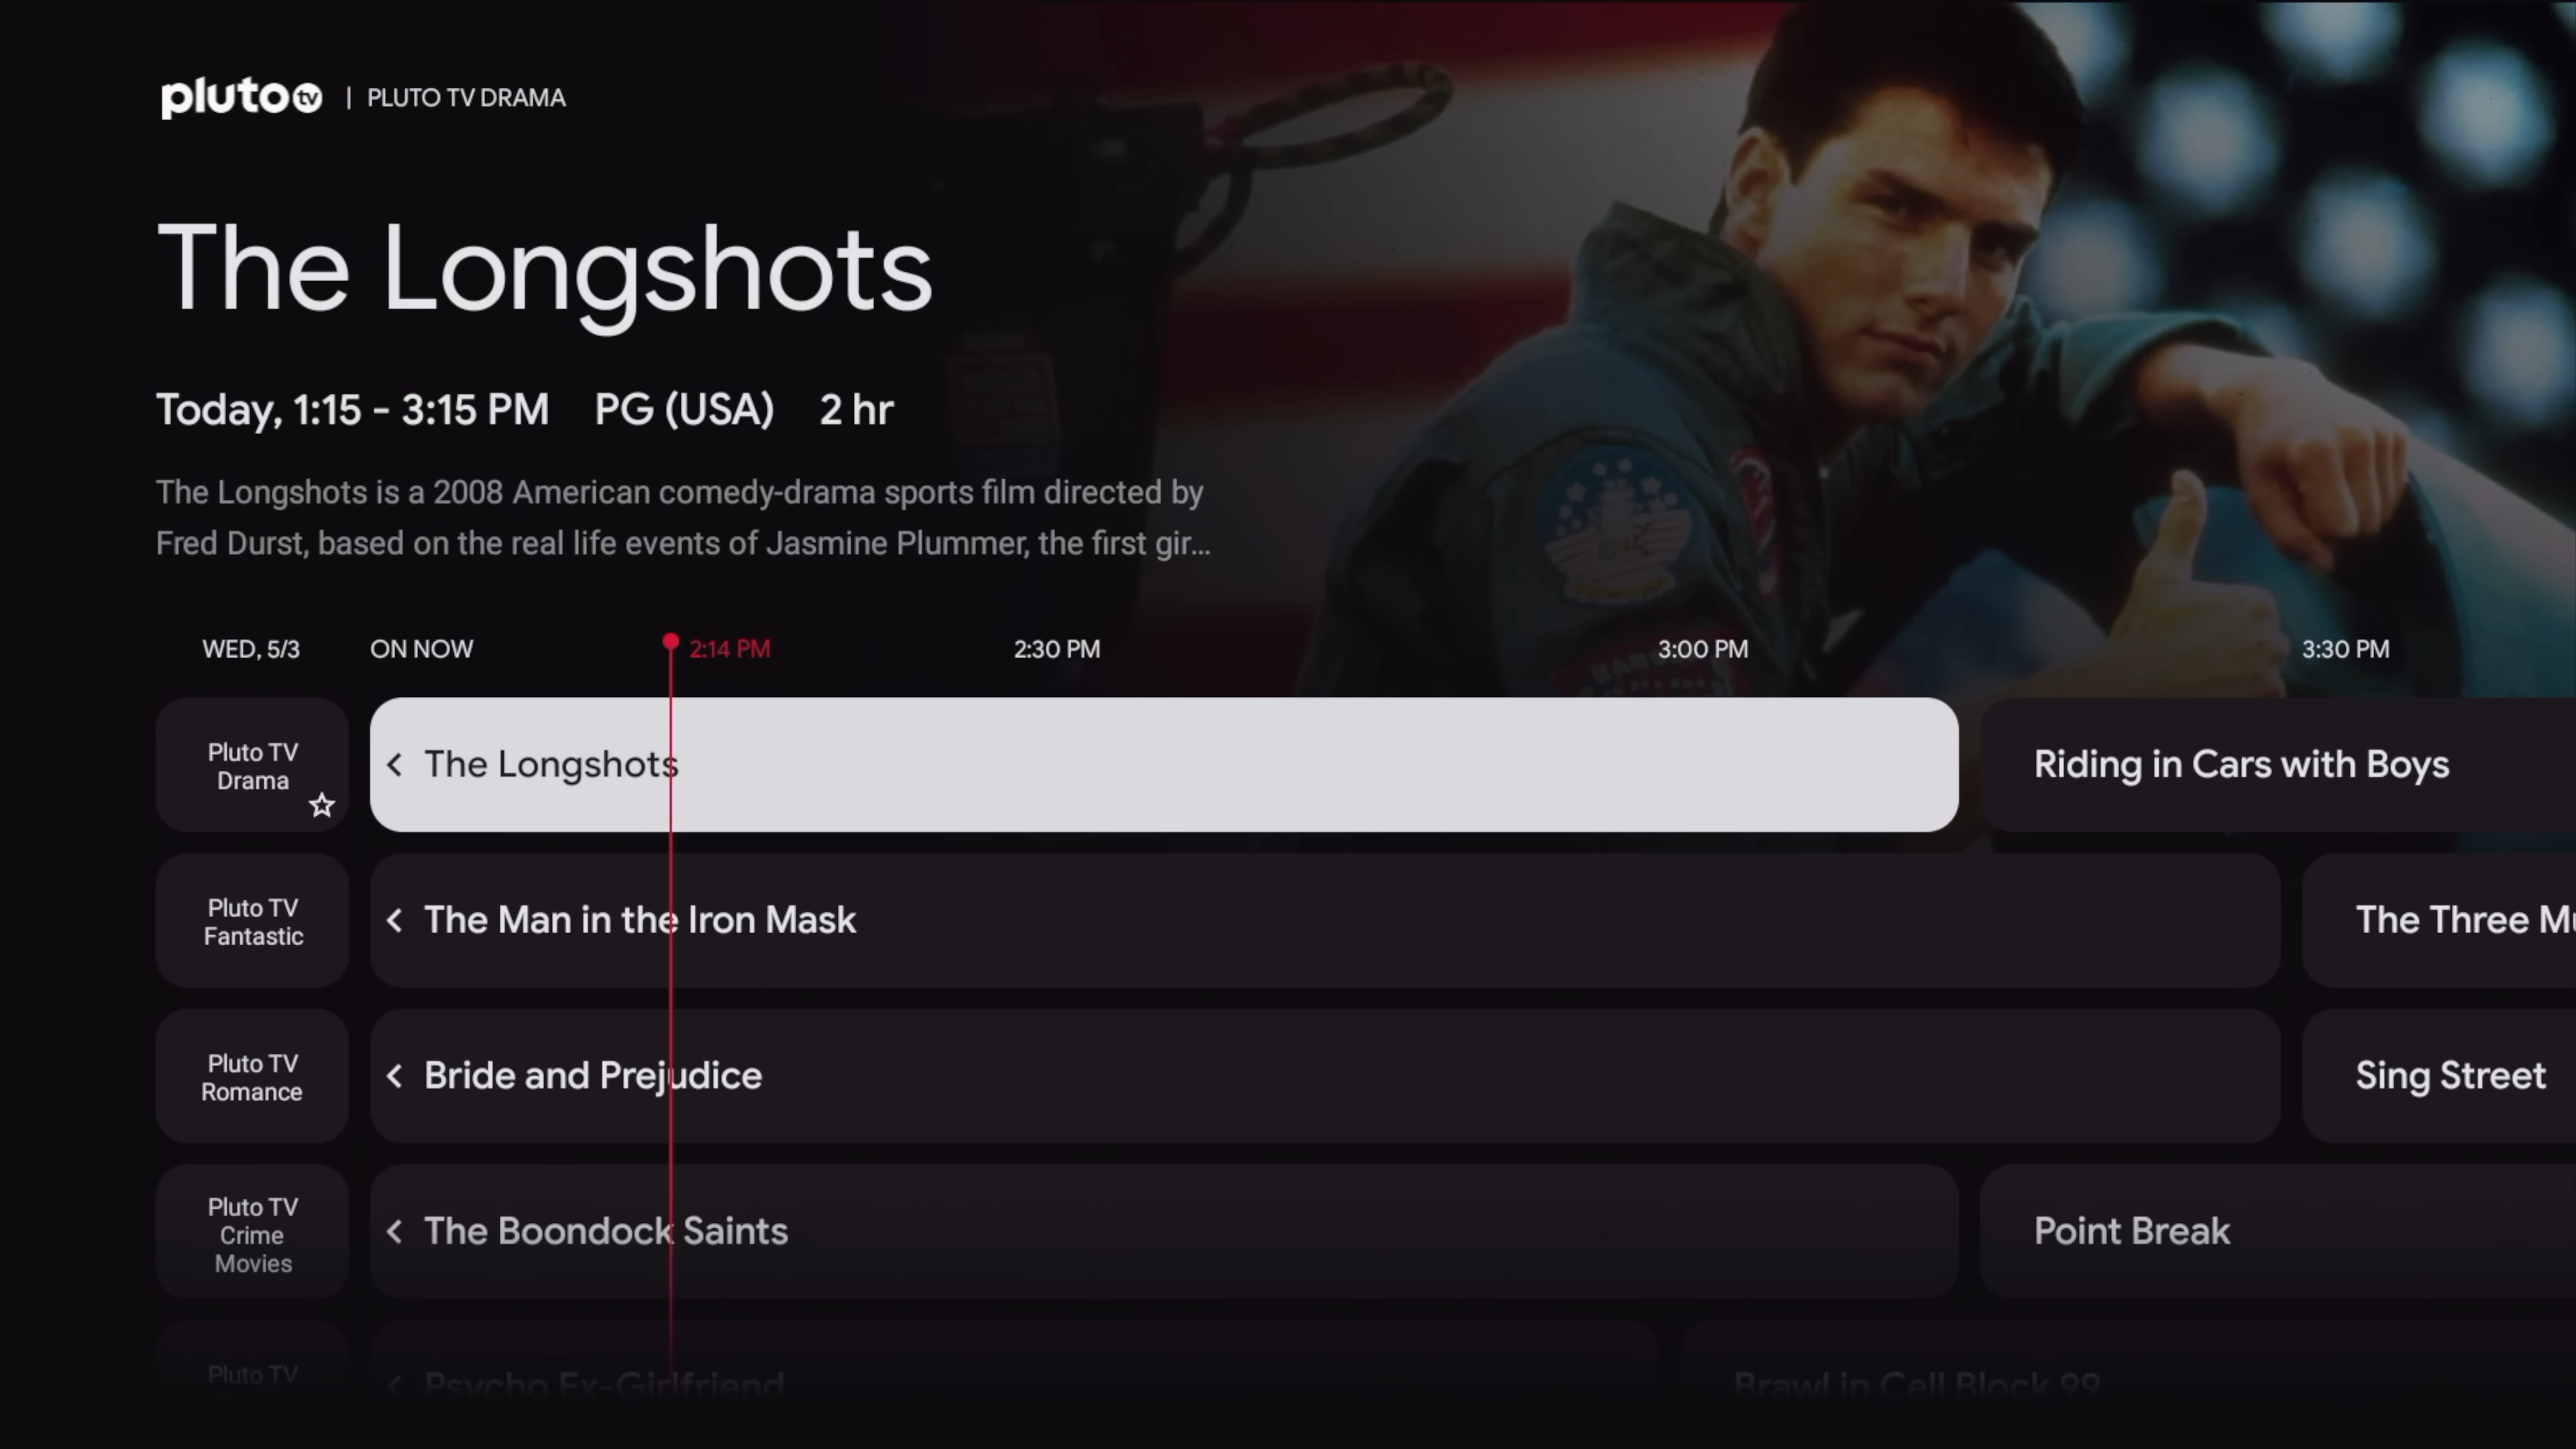 plutotv | PLUTO TV DRAMA
The Longshots
Today, 1:15 - 3:15 PM PG (USA) 2 hr
The Longshots is a 2008 American comedy-drama sports film directed by
Fred Durst, based on the real life events of Jasmine Plummer, the first gir...
WED, 5/3 ON NOW 2:14 PM 2:30 PM 3:00 PM 3:30 PM
Pluto TV
Drama
The Longshots
Riding in Cars with Boys
Pluto TV
Fantastic
The Man in the Iron Mask
The Three Mu
Pluto TV
Romance
Bride and Prejudice
Sing Street
Pluto TV
Crime
Movies
The Boondock Saints
Point Break
Pluto TV
Psycho Ex-Girlfriend
Brawl in Cell Block 99